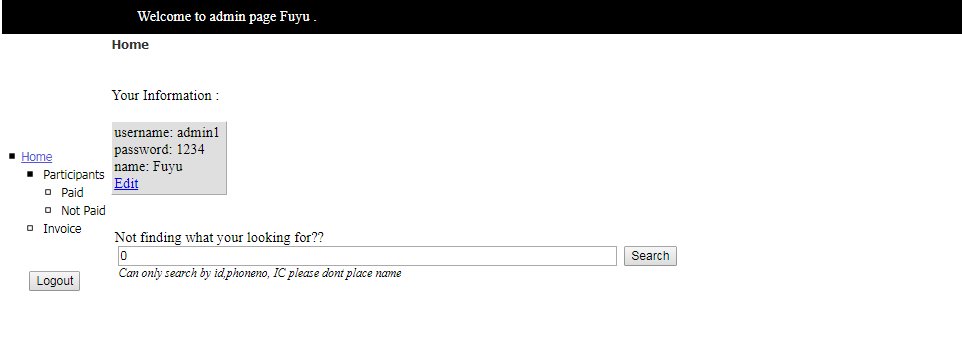 Welcome to admin page Fuyu .
Home
Your Information :
username: admin1
password: 1234
name: Fuyu
Edit
Home
Participants
Paid
Not Paid
Invoice
Logout
Not finding what your looking for??
0
Search
Can only search by id,phoneno, IC please dont place name